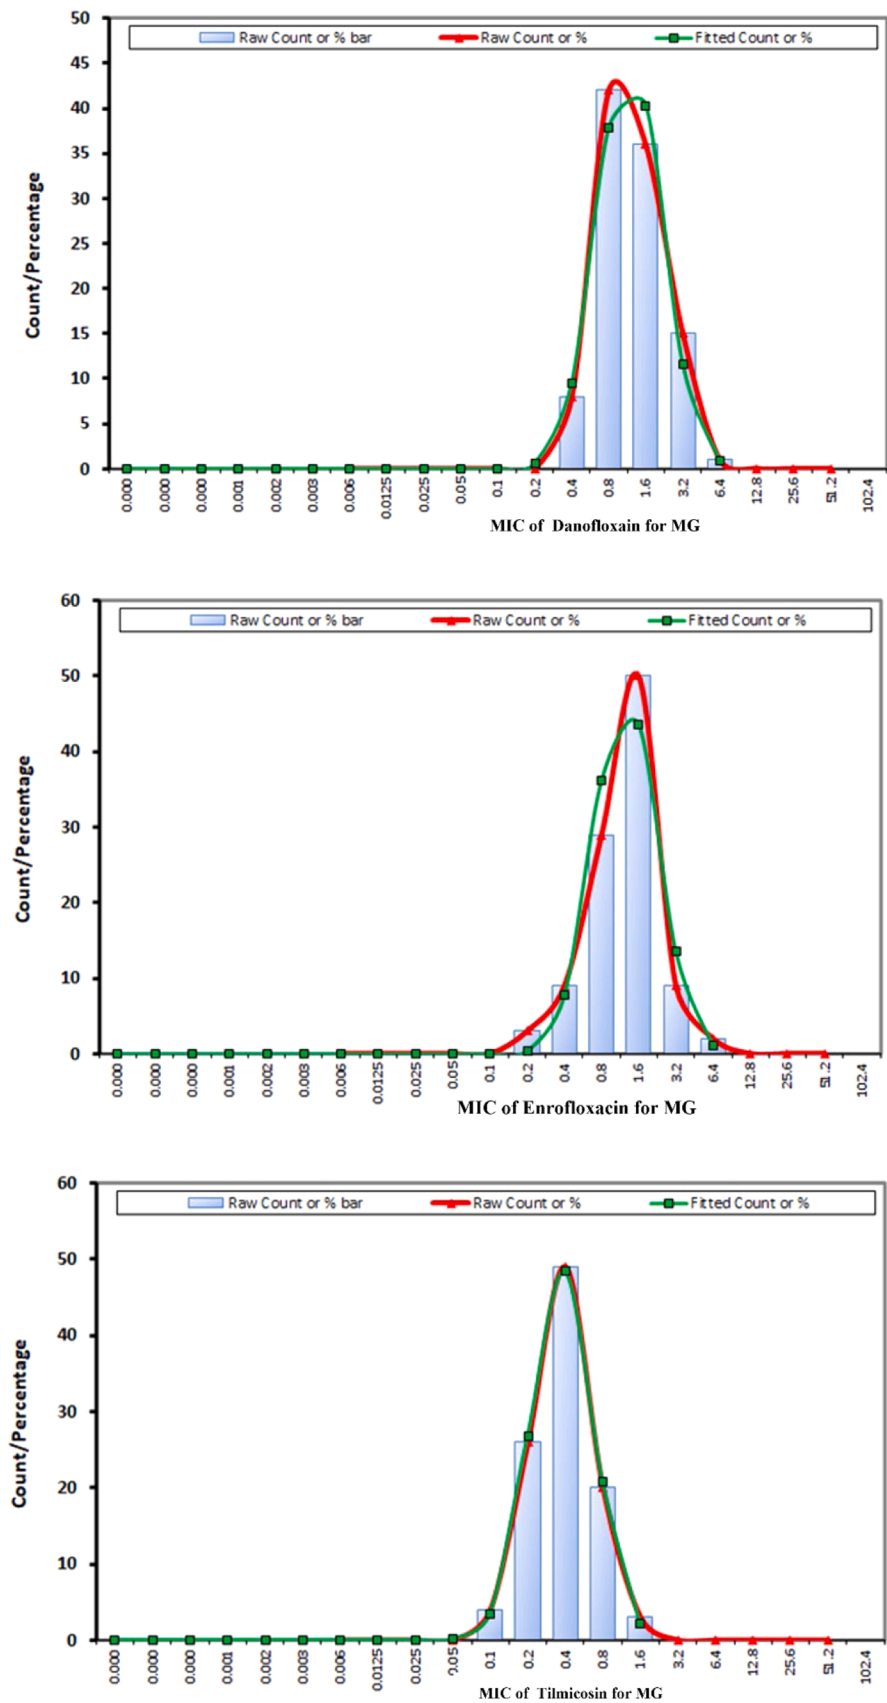 50
Raw Count or % bar Raw Count or % Fitted Count or %
45
40
35
30
25
20
15
10
5
0
Count/Percentage
0.000 0.000 0.000 0.001 0.002 0.003 0.006 0.0125 0.025 0.05 0.1 0.2 0.4 0.8 1.6 3.2 6.4 12.8 25.6 51.2 102.4
MIC of Danofloxain for MG
60
Raw Count or % bar Raw Count or % Fitted Count or %
50
40
30
20
10
0
Count/Percentage
0.000 0.000 0.000 0.001 0.002 0.003 0.006 0.0125 0.025 0.05 0.1 0.2 0.4 0.8 1.6 3.2 6.4 12.8 25.6 51.2 102.4
MIC of Enrofloxacin for MG
60
Raw Count or % bar Raw Count or % Fitted Count or %
50
40
30
20
10
0
Count/Percentage
0.000 0.000 0.000 0.001 0.002 0.003 0.006 0.0125 0.025 0.05 0.1 0.2 0.4 0.8 1.6 3.2 6.4 12.8 25.6 51.2 102.4
MIC of Tilmicosin for MG